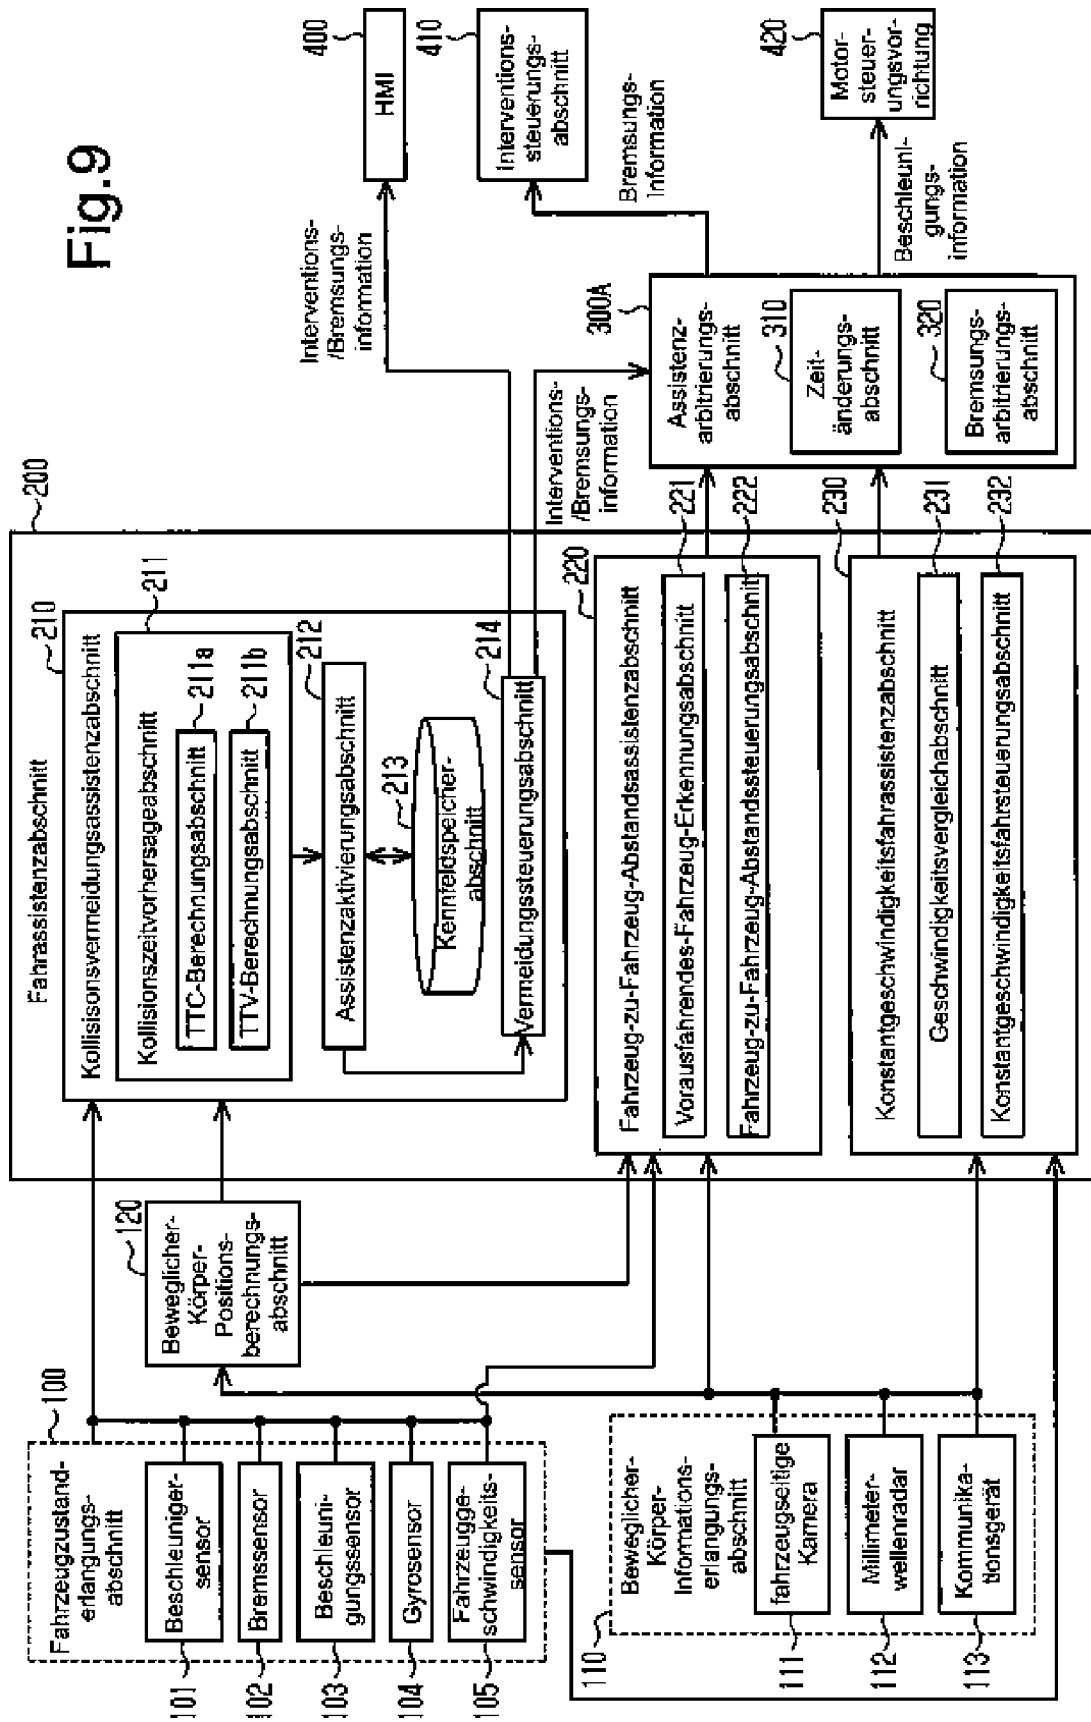 Fig.9
Fahrzeugzustand-
erlangungs-
abschnitt
100
Beschleuniger-
sensor
101
Bremssensor
102
Beschleuni-
gungssensor
103
Gyrosensor
104
Fahrzeugge-
schwindigkeits-
sensor
105
110
Beweglicher-
Körper-
Informations-
erlangungs-
abschnitt
fahrzeugseitige
Kamera
111
Millimeter-
wellenradar
112
Kommunika-
tionsgerät
113
120
Beweglicher-
Körper-
Positions-
berechnungs-
abschnitt
Fahrassistenzabschnitt
200
Kollisisonsvermeidungsassistenzabschnitt
210
Kollisionszeitvorhersageabschnitt
211
TTC-Berechnungsabschnitt
211a
TTV-Berechnungsabschnitt
211b
Assistenzaktivierungsabschnitt
212
213
Kennfeldspeicher-
abschnitt
Vermeidungssteuerungsabschnitt
214
Fahrzeug-zu-Fahrzeug-Abstandsassistenzabschnitt
220
Vorausfahrendes-Fahrzeug-Erkennungsabschnitt
221
Fahrzeug-zu-Fahrzeug-Abstandssteuerungsabschnitt
222
Konstantgeschwindigkeitsfahrassistenzabschnitt
230
Geschwindigkeitsvergleichabschnitt
231
Konstantgeschwindigkeitsfahrsteuerungsabschnitt
232
Interventions-
/Bremsungs-
information
Interventions-
/Bremsungs-
information
300A
Assistenz-
arbitrierungs-
abschnitt
310
Zeit-
änderungs-
abschnitt
320
Bremsungs-
arbitrierungs-
abschnitt
HMI
400
Interventions-
steuerungs-
abschnitt
410
Bremsungs-
information
Motor-
steuer-
ungsvor-
richtung
420
Beschleuni-
gungs-
information